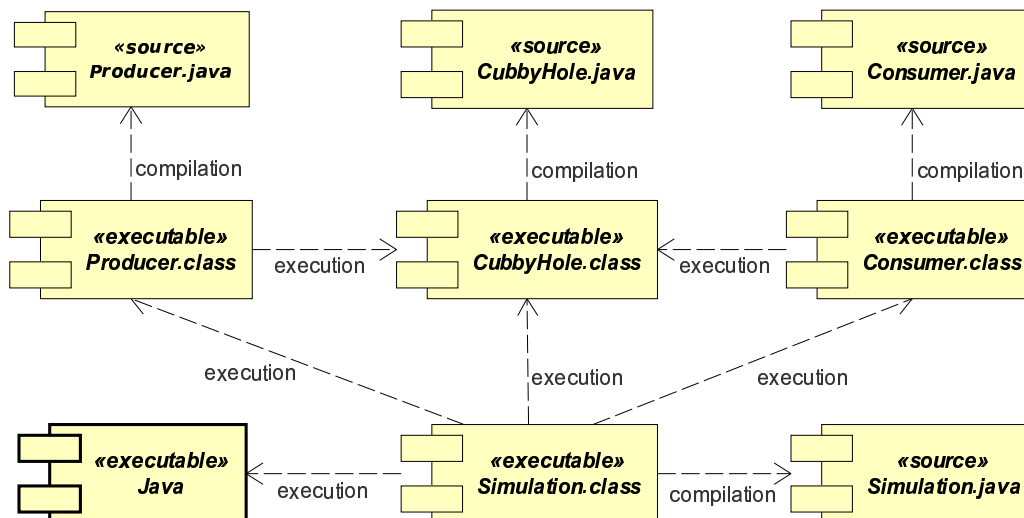 «source»
Producer.java
«source»
CubbyHole.java
«source»
Consumer.java
compilation
compilation
compilation
«executable»
Producer.class
execution
«executable»
CubbyHole.class
execution
«executable»
Consumer.class
execution
execution
execution
«executable»
Java
execution
«executable»
Simulation.class
compilation
«source»
Simulation.java